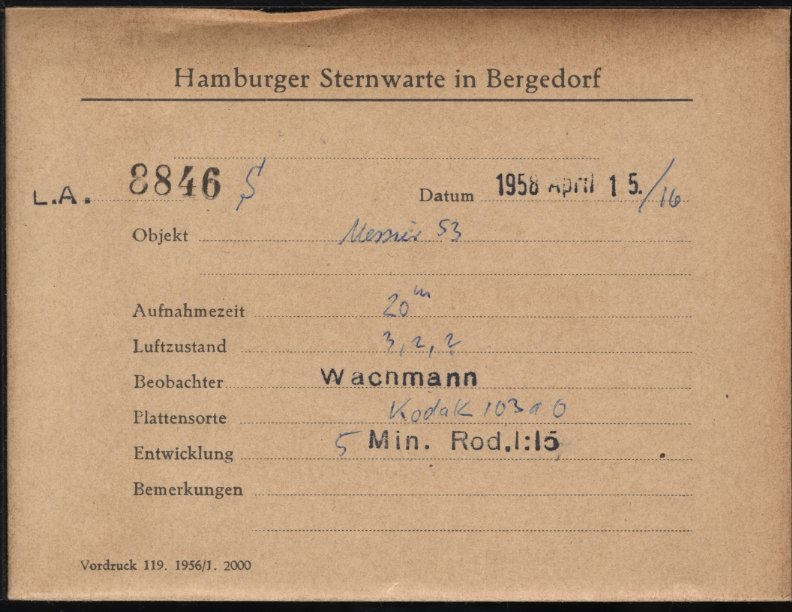 Hamburger Sternwarte in Bergedorf
L.A. 8846 S Datum 1958 April 15./16
Objekt Messier 53
Aufnahmezeit 20ᵐ
Luftzustand 3, 2, 2
Beobachter Wachmann
Plattensorte Kodak 103 a O
Entwicklung 5 Min. Rod.1:15
Bemerkungen
Vordruck 119. 1956/1. 2000